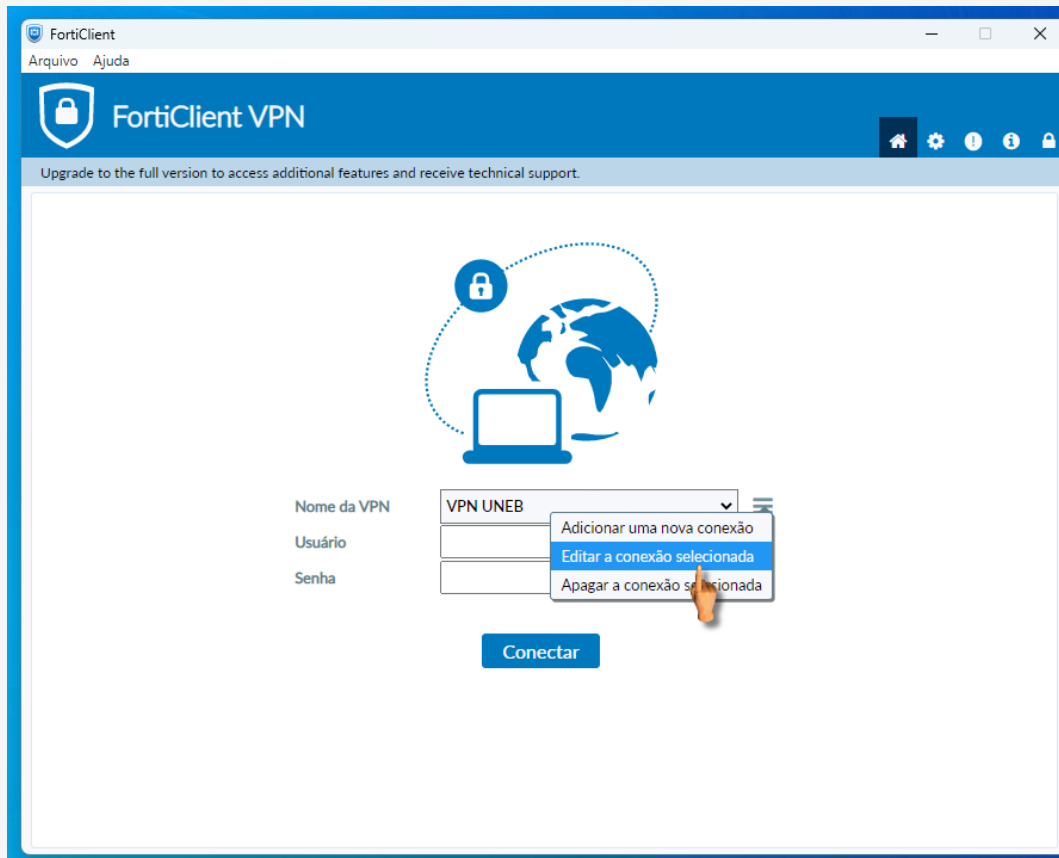 FortiClient
Arquivo Ajuda
FortiClient VPN
Upgrade to the full version to access additional features and receive technical support.
Nome da VPN VPN UNEB
Adicionar uma nova conexão
Usuário
Editar a conexão selecionada
Senha
Apagar a conexão selecionada
Conectar